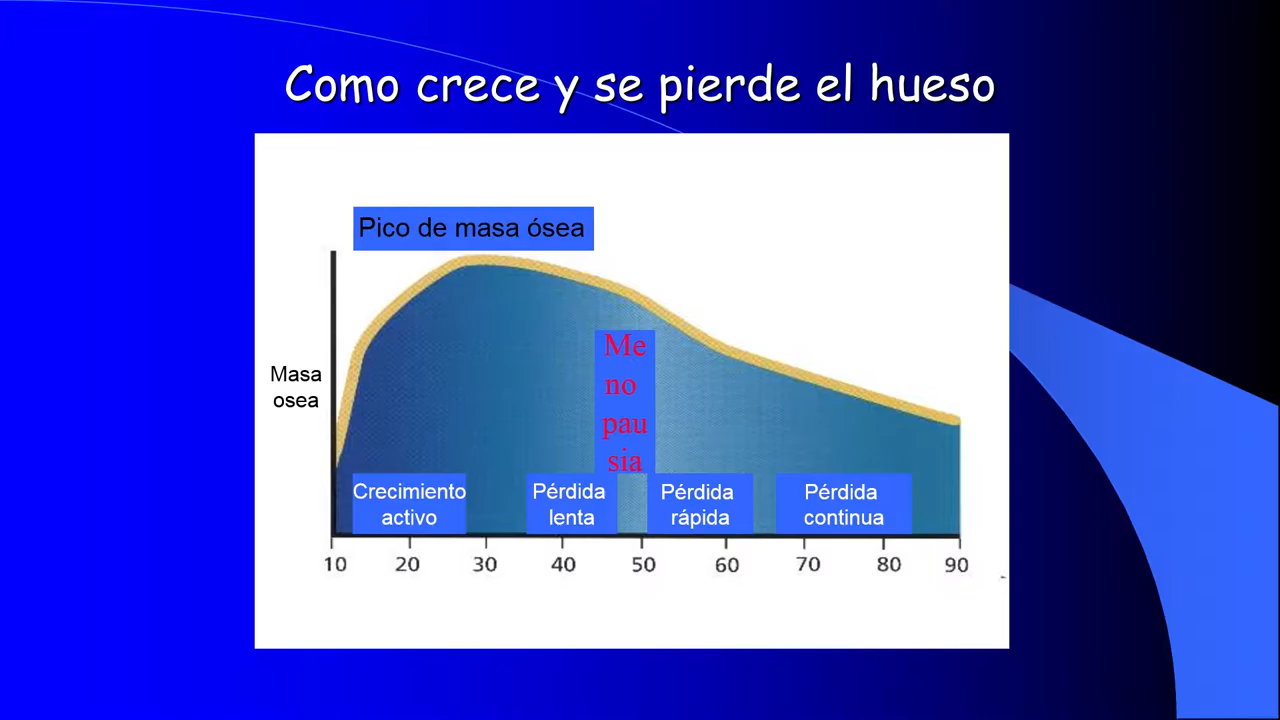 Como crece y se pierde el hueso
Pico de masa ósea
Masa
osea
Me
no
pau
sia
Crecimiento
activo
Pérdida
lenta
Pérdida
rápida
Pérdida
continua
10 20 30 40 50 60 70 80 90